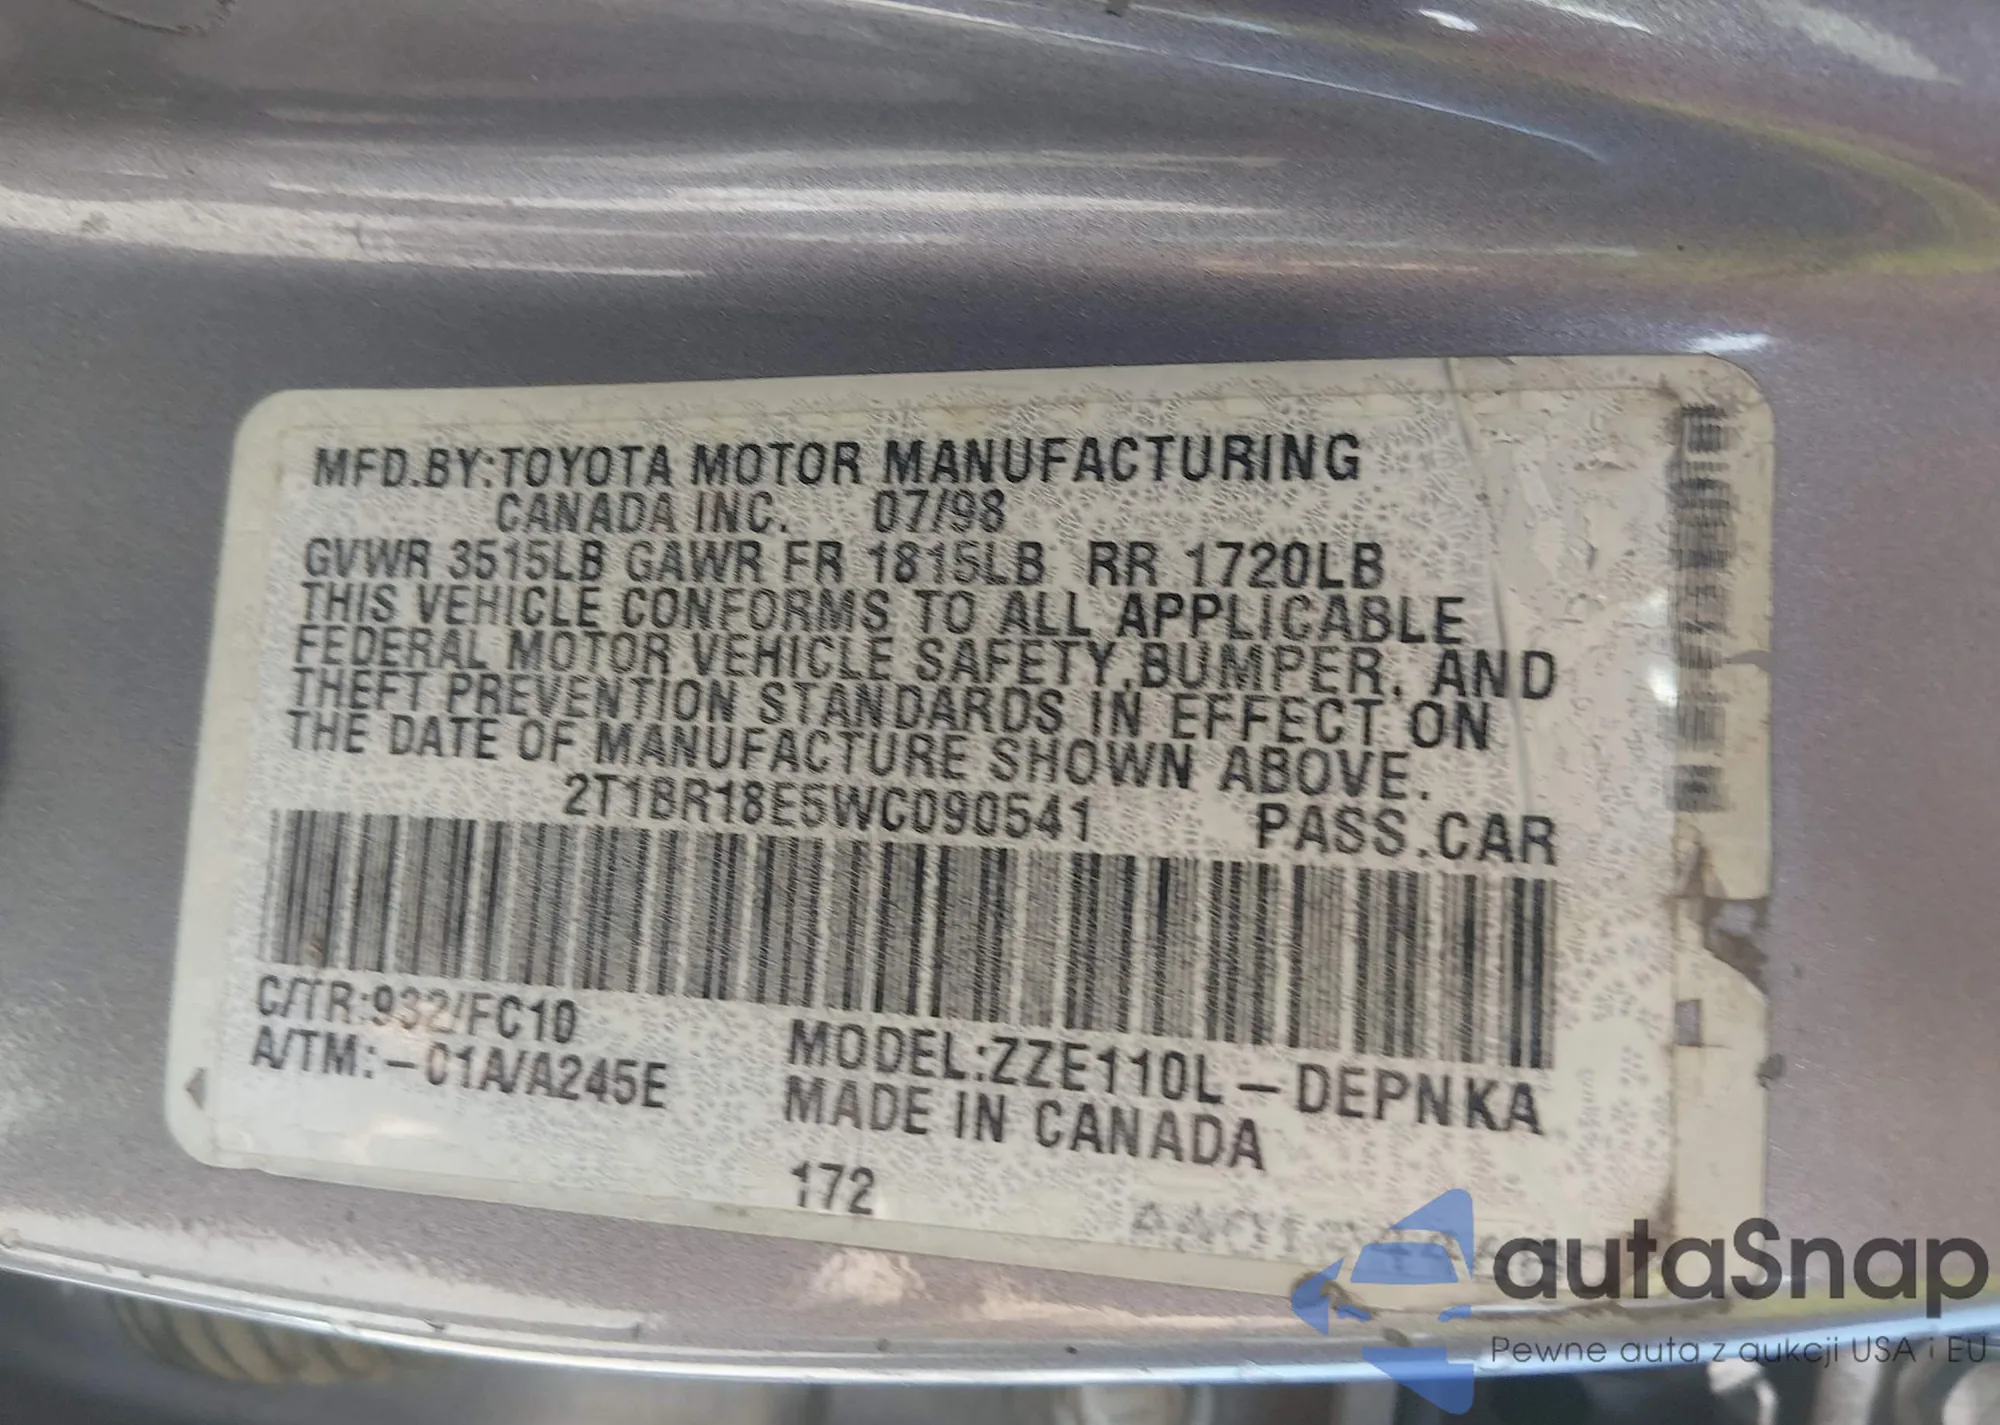 MFD.BY:TOYOTA MOTOR MANUFACTURING
CANADA INC. 07/98
GVWR 3515LB GAWR FR 1815LB RR 1720LB
THIS VEHICLE CONFORMS TO ALL APPLICABLE
FEDERAL MOTOR VEHICLE SAFETY,BUMPER, AND
THEFT PREVENTION STANDARDS IN EFFECT ON
THE DATE OF MANUFACTURE SHOWN ABOVE.
2T1BR18E5WC090541 PASS.CAR
C/TR:932/FC10
A/TM:-01A/A245E
MODEL:ZZE110L-DEPNKA
MADE IN CANADA
172
autaSnap
Pewne auta z aukcji USA i EU